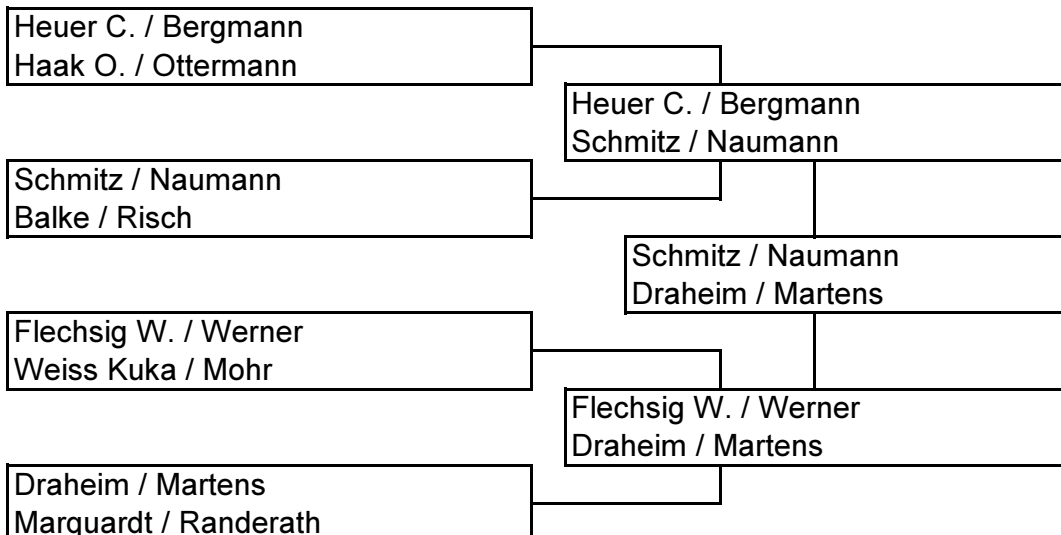 Heuer C. / Bergmann
Haak O. / Ottermann
Heuer C. / Bergmann
Schmitz / Naumann
Schmitz / Naumann
Balke / Risch
Schmitz / Naumann
Draheim / Martens
Flechsig W. / Werner
Weiss Kuka / Mohr
Flechsig W. / Werner
Draheim / Martens
Draheim / Martens
Marquardt / Randerath